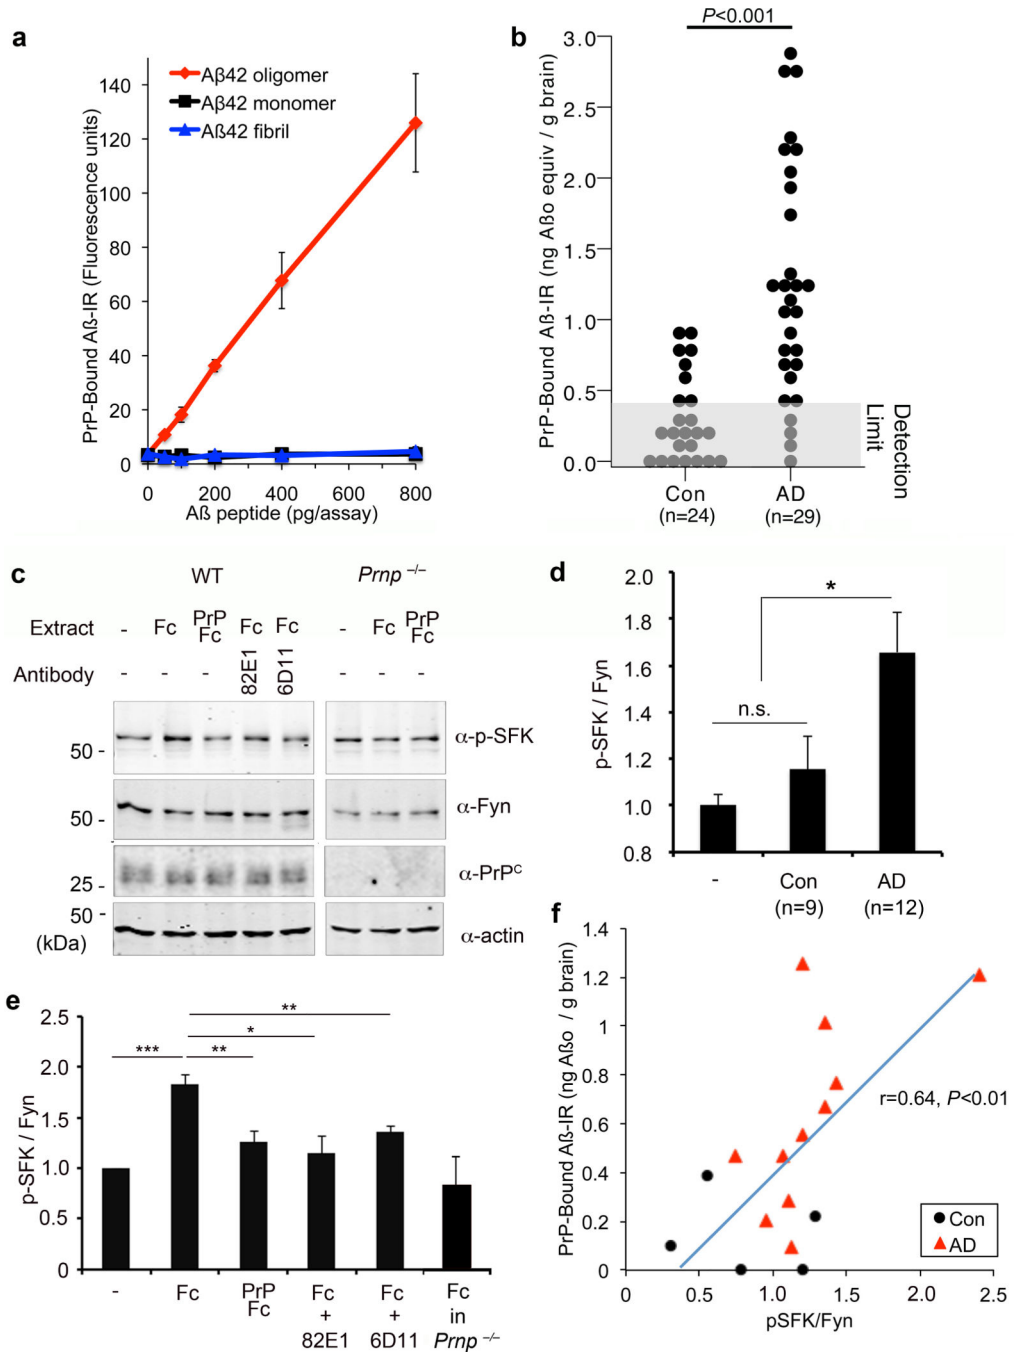 a
PrP-Bound Aß-IR (Fluorescence units)
140
120
100
80
60
40
20
0
Aβ42 oligomer
Aβ42 monomer
Aß42 fibril
0 200 400 600 800
Aß peptide (pg/assay)
b
P<0.001
PrP-Bound Aß-IR (ng Aßo equiv / g brain)
3.0
2.5
2.0
1.5
1.0
0.5
0.0
Detection
Limit
Con AD
(n=24) (n=29)
c
WT Prnp –/–
Extract - Fc PrP Fc Fc Fc - Fc PrP Fc
Antibody - - - 82E1 6D11 - - -
50 - α-p-SFK
50 - α-Fyn
25 - α-PrPᶜ
50 -
(kDa) α-actin
d
p-SFK / Fyn
2.0
1.8
1.6
1.4
1.2
1.0
0.8
*
n.s.
- Con AD
(n=9) (n=12)
e
p-SFK / Fyn
2.5
2.0
1.5
1.0
0.5
0
**
*
*** **
- Fc PrP Fc Fc Fc
Fc + + in
82E1 6D11 Prnp –/–
f
PrP-Bound Aß-IR (ng Aßo / g brain)
1.4
1.2
1
0.8
0.6
0.4
0.2
0
r=0.64, P<0.01
Con
AD
0 0.5 1.0 1.5 2.0 2.5
pSFK/Fyn